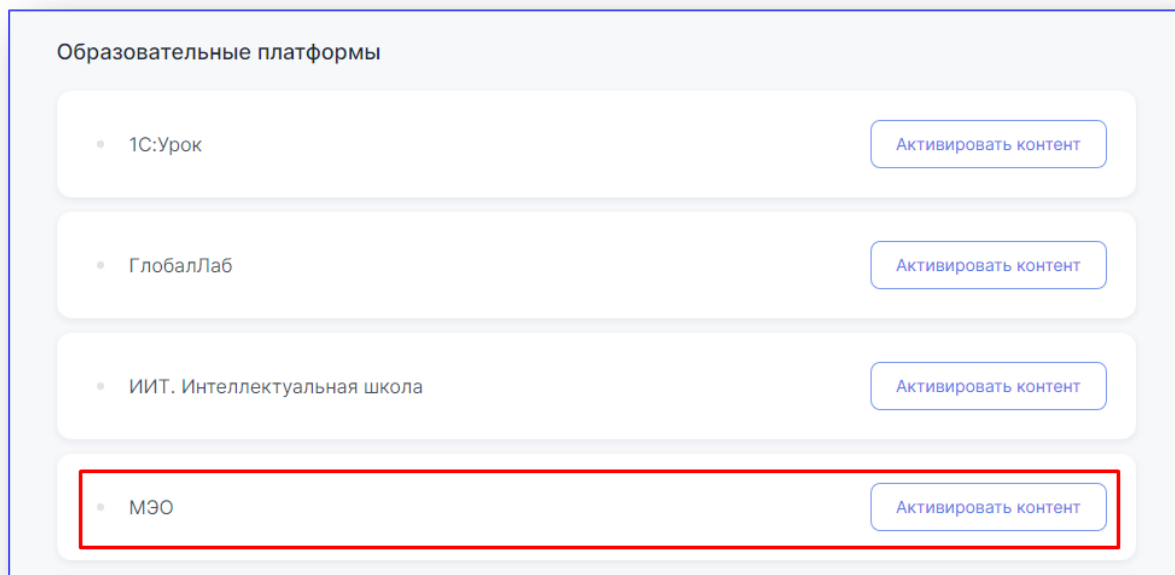 Образовательные платформы
1С:Урок
Активировать контент
ГлобалЛаб
Активировать контент
ИИТ. Интеллектуальная школа
Активировать контент
МЭО
Активировать контент